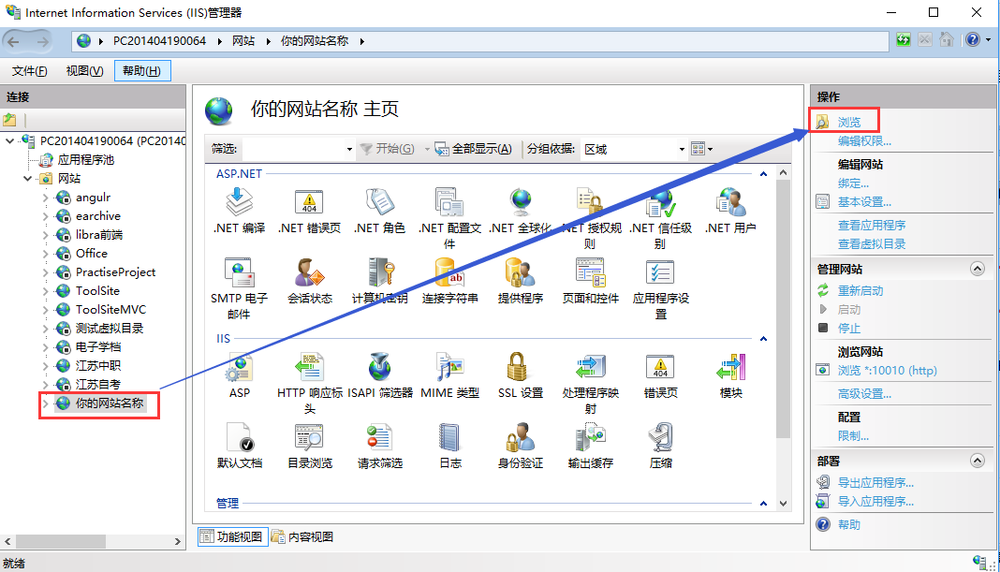 Internet Information Services (IIS)管理器
PC201404190064 网站 你的网站名称
文件(F) 视图(V) 帮助(H)
连接
PC201404190064 (PC20140
应用程序池
网站
angulr
earchive
libra前端
Office
PractiseProject
ToolSite
ToolSiteMVC
测试虚拟目录
电子学档
江苏中职
江苏自考
你的网站名称
你的网站名称 主页
筛选: 开始(G) 全部显示(A) 分组依据: 区域
ASP.NET
.NET 编译
.NET 错误页
.NET 角色
.NET 配置文件
.NET 全球化
.NET 授权规则
.NET 信任级别
.NET 用户
SMTP 电子邮件
会话状态
计算机密钥
连接字符串
提供程序
页面和控件
应用程序设置
IIS
ASP
HTTP 响应标头
ISAPI 筛选器
MIME 类型
SSL 设置
处理程序映射
错误页
模块
默认文档
目录浏览
请求筛选
日志
身份验证
输出缓存
压缩
管理
功能视图 内容视图
操作
浏览
编辑权限...
编辑网站
绑定...
基本设置...
查看应用程序
查看虚拟目录
管理网站
重新启动
启动
停止
浏览网站
浏览 *:10010 (http)
高级设置...
配置
限制...
部署
导出应用程序...
导入应用程序...
帮助
就绪